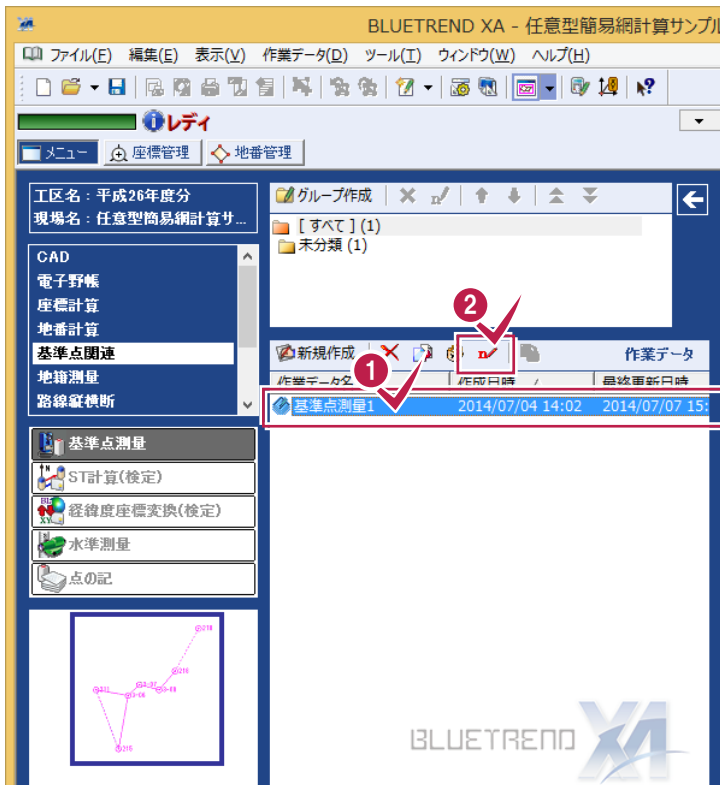 BLUETREND XA - 任意型簡易網計算サンプル
ファイル(F) 編集(E) 表示(V) 作業データ(D) ツール(T) ウィンドウ(W) ヘルプ(H)
レディ
メニュー 座標管理 地番管理
工区名：平成26年度分
現場名：任意型簡易網計算サ...
グループ作成
[ すべて ] (1)
未分類 (1)
CAD
電子野帳
座標計算
地番計算
基準点関連
地籍測量
路線縦横断
2
新規作成 作業データ
1
作業データ名 作成日時 最終更新日時
基準点測量1 2014/07/04 14:02 2014/07/07 15:
基準点測量
ST計算(検定)
経緯度座標変換(検定)
水準測量
点の記
BLUETREND XA